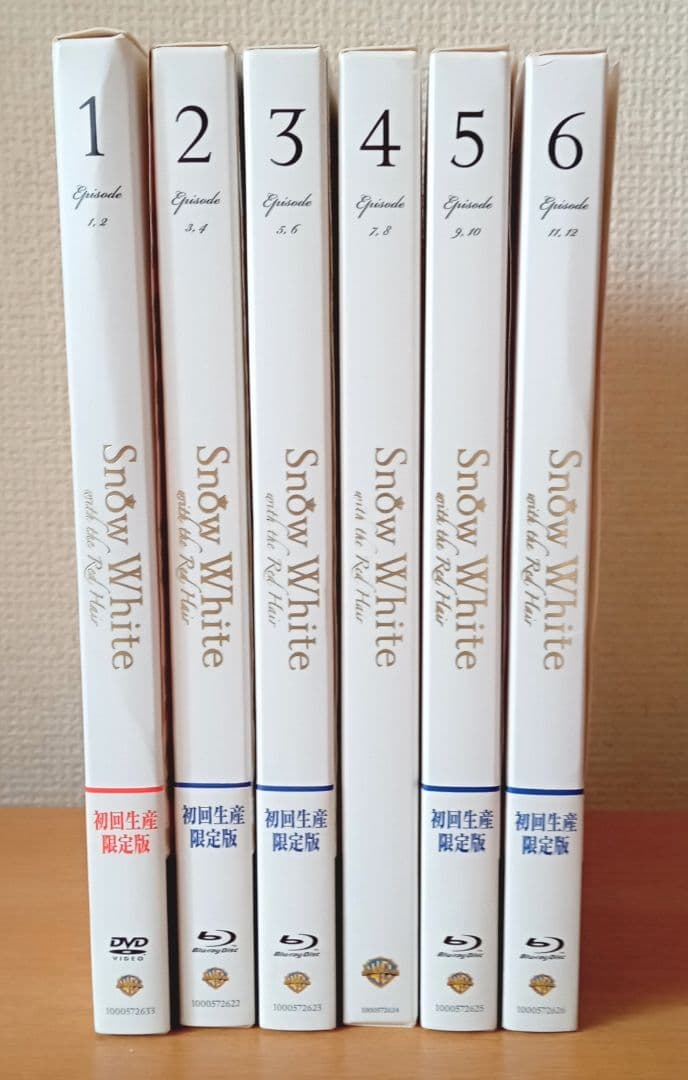 1
Episode
1, 2
Snow White
with the Red Hair
初回生産
限定版
DVD
VIDEO
1000572633
2
Episode
3, 4
Snow White
with the Red Hair
初回生産
限定版
Blu-ray Disc
1000572622
3
Episode
5, 6
Snow White
with the Red Hair
初回生産
限定版
Blu-ray Disc
1000572623
4
Episode
7, 8
Snow White
with the Red Hair
1000572624
5
Episode
9, 10
Snow White
with the Red Hair
初回生産
限定版
Blu-ray Disc
1000572625
6
Episode
11, 12
Snow White
with the Red Hair
初回生産
限定版
Blu-ray Disc
1000572626